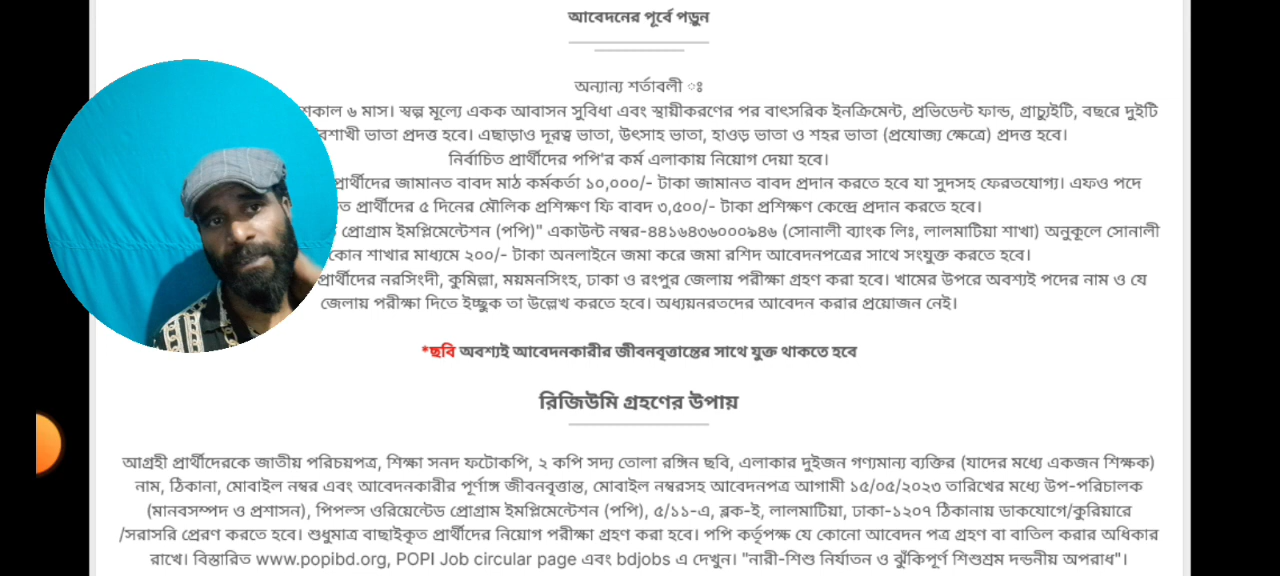 আবেদনের পূর্বে পড়ুন
অন্যান্য শর্তাবলী ঃ
৬ মাস। স্বল্প মূল্যে একক আবাসন সুবিধা এবং স্থায়ীকরণের পর বাৎসরিক ইনক্রিমেন্ট, প্রভিডেন্ট ফান্ড, গ্রাচ্যুইটি, বছরে দুইটি
ভাতা প্রদত্ত হবে। এছাড়াও দূরত্ব ভাতা, উৎসাহ ভাতা, হাওড় ভাতা ও শহর ভাতা (প্রযোজ্য ক্ষেত্রে) প্রদত্ত হবে।
নির্বাচিত প্রার্থীদের পপি'র কর্ম এলাকায় নিয়োগ দেয়া হবে।
প্রার্থীদের জামানত বাবদ মাঠ কর্মকর্তা ১০,০০০/- টাকা জামানত বাবদ প্রদান করতে হবে যা সুদসহ ফেরতযোগ্য। এফও পদে
প্রার্থীদের ৫ দিনের মৌলিক প্রশিক্ষণ ফি বাবদ ৩,৫০০/- টাকা প্রশিক্ষণ কেন্দ্রে প্রদান করতে হবে।
প্রোগ্রাম ইমপ্লিমেন্টেশন (পপি)" একাউন্ট নম্বর-৪৪১৬৪৩৬০০০৯৪৬ (সোনালী ব্যাংক লিঃ, লালমাটিয়া শাখা) অনুকূলে সোনালী
কোন শাখার মাধ্যমে ২০০/- টাকা অনলাইনে জমা করে জমা রশিদ আবেদনপত্রের সাথে সংযুক্ত করতে হবে।
প্রার্থীদের নরসিংদী, কুমিল্লা, ময়মনসিংহ, ঢাকা ও রংপুর জেলায় পরীক্ষা গ্রহণ করা হবে। খামের উপরে অবশ্যই পদের নাম ও যে
জেলায় পরীক্ষা দিতে ইচ্ছুক তা উল্লেখ করতে হবে। অধ্যয়নরতদের আবেদন করার প্রয়োজন নেই।
*ছবি অবশ্যই আবেদনকারীর জীবনবৃত্তান্তের সাথে যুক্ত থাকতে হবে
রিজিউমি গ্রহণের উপায়
আগ্রহী প্রার্থীদেরকে জাতীয় পরিচয়পত্র, শিক্ষা সনদ ফটোকপি, ২ কপি সদ্য তোলা রঙ্গিন ছবি, এলাকার দুইজন গণ্যমান্য ব্যক্তির (যাদের মধ্যে একজন শিক্ষক)
নাম, ঠিকানা, মোবাইল নম্বর এবং আবেদনকারীর পূর্ণাঙ্গ জীবনবৃত্তান্ত, মোবাইল নম্বরসহ আবেদনপত্র আগামী ১৫/০৫/২০২৩ তারিখের মধ্যে উপ-পরিচালক
(মানবসম্পদ ও প্রশাসন), পিপলস ওরিয়েন্টেড প্রোগ্রাম ইমপ্লিমেন্টেশন (পপি), ৫/১১-এ, ব্লক-ই, লালমাটিয়া, ঢাকা-১২০৭ ঠিকানায় ডাকযোগে/কুরিয়ারে
/সরাসরি প্রেরণ করতে হবে। শুধুমাত্র বাছাইকৃত প্রার্থীদের নিয়োগ পরীক্ষা গ্রহণ করা হবে। পপি কর্তৃপক্ষ যে কোনো আবেদন পত্র গ্রহণ বা বাতিল করার অধিকার
রাখে। বিস্তারিত www.popibd.org, POPI Job circular page এবং bdjobs এ দেখুন। "নারী-শিশু নির্যাতন ও ঝুঁকিপূর্ণ শিশুশ্রম দন্ডনীয় অপরাধ"।